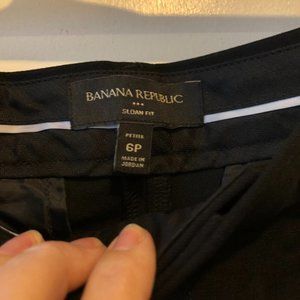 BANANA REPUBLIC
SLOAN FIT
PETITE
6P
MADE IN
JORDAN